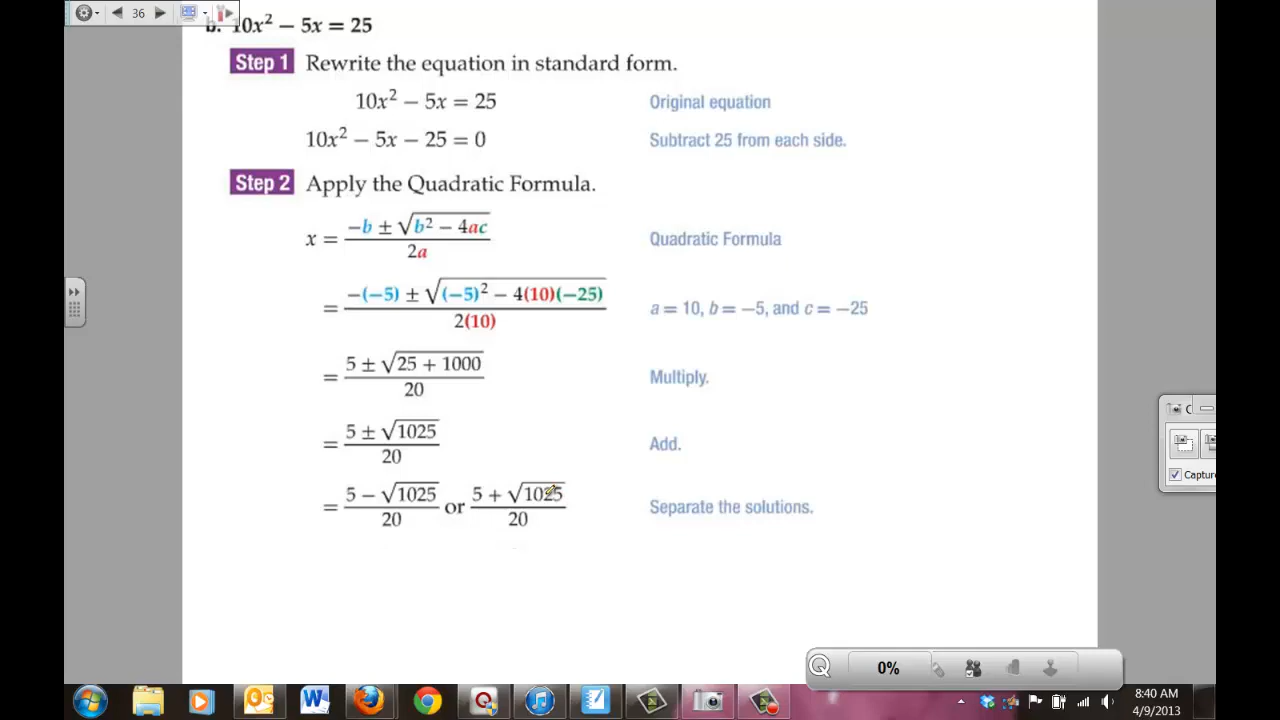 36
b. 10x² − 5x = 25
Step 1 Rewrite the equation in standard form.
10x² − 5x = 25 Original equation
10x² − 5x − 25 = 0 Subtract 25 from each side.
Step 2 Apply the Quadratic Formula.
x = (−b ± √(b² − 4ac)) / 2a Quadratic Formula
= (−(−5) ± √((−5)² − 4(10)(−25))) / 2(10) a = 10, b = −5, and c = −25
= (5 ± √(25 + 1000)) / 20 Multiply.
= (5 ± √1025) / 20 Add.
= (5 − √1025) / 20 or (5 + √1025) / 20 Separate the solutions.
C
Capture
0%
8:40 AM
4/9/2013